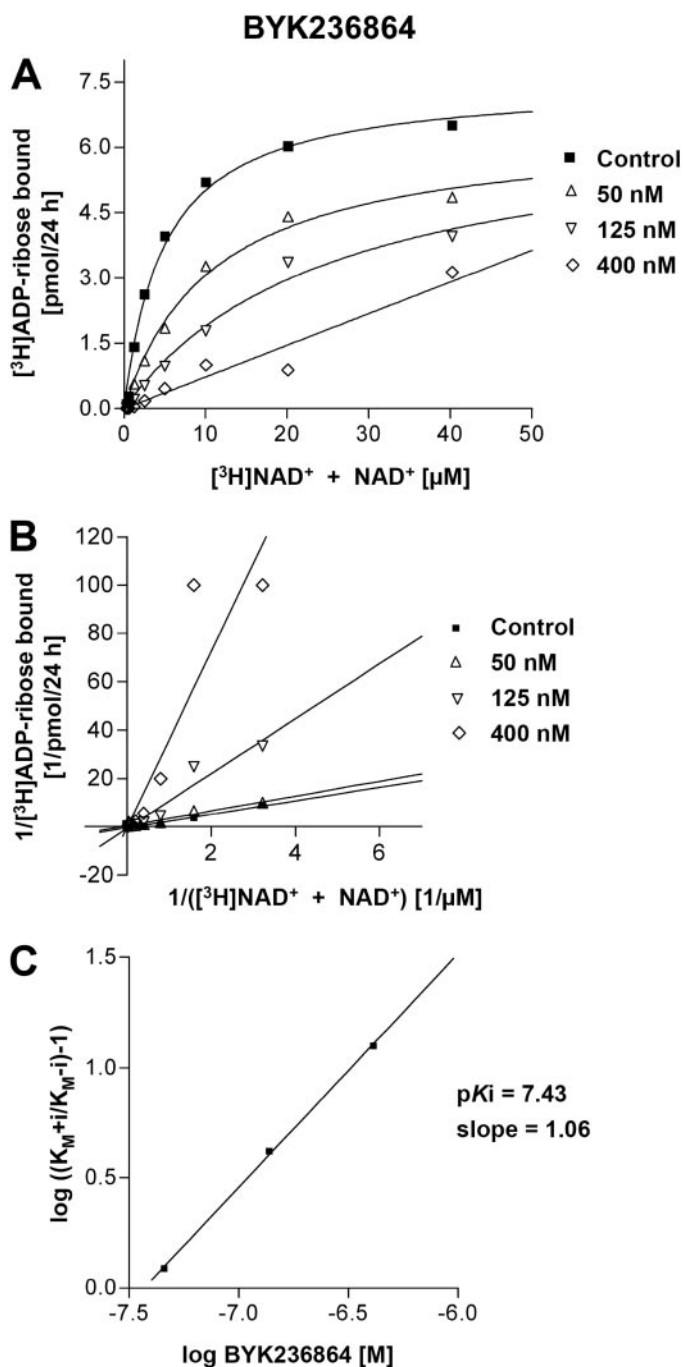 BYK236864
A
[³H]ADP-ribose bound
[pmol/24 h]
7.5
6.0
4.5
3.0
1.5
0.0
0
10
20
30
40
50
[³H]NAD⁺ + NAD⁺ [µM]
Control
50 nM
125 nM
400 nM
B
1/[³H]ADP-ribose bound
[1/pmol/24 h]
120
100
80
60
40
20
-20
2
4
6
1/([³H]NAD⁺ + NAD⁺) [1/µM]
Control
50 nM
125 nM
400 nM
C
log ((K_M+i/K_M-i)-1)
1.5
1.0
0.5
0.0
-7.5
-7.0
-6.5
-6.0
log BYK236864 [M]
pKi = 7.43
slope = 1.06